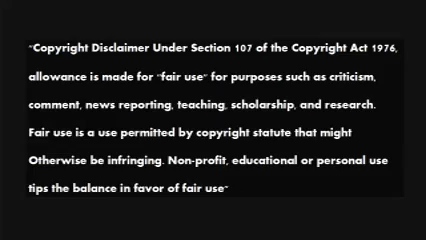 "Copyright Disclaimer Under Section 107 of the Copyright Act 1976,
allowance is made for "fair use" for purposes such as criticism,
comment, news reporting, teaching, scholarship, and research.
Fair use is a use permitted by copyright statute that might
Otherwise be infringing. Non-profit, educational or personal use
tips the balance in favor of fair use"